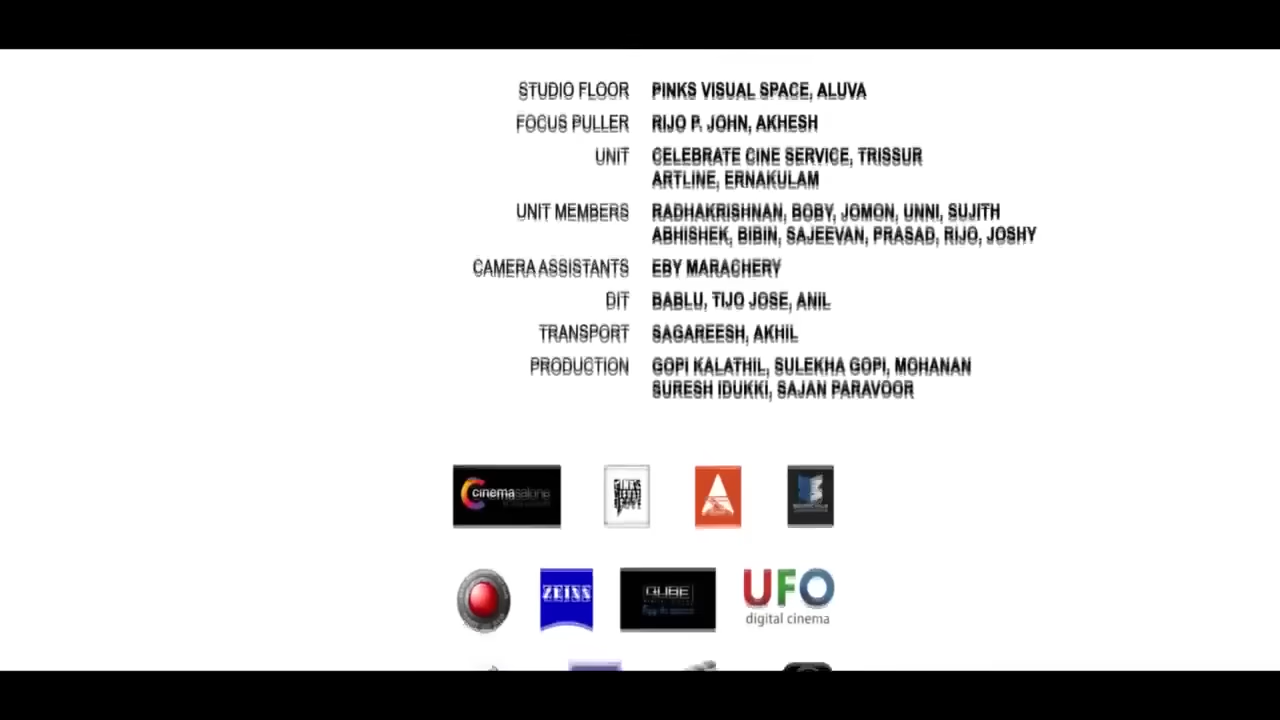 STUDIO FLOOR PINKS VISUAL SPACE, ALUVA
FOCUS PULLER RIJO P. JOHN, AKHESH
UNIT CELEBRATE CINE SERVICE, TRISSUR
ARTLINE, ERNAKULAM
UNIT MEMBERS RADHAKRISHNAN, BOBY, JOMON, UNNI, SUJITH
ABHISHEK, BIBIN, SAJEEVAN, PRASAD, RIJO, JOSHY
CAMERA ASSISTANTS EBY MARACHERY
DIT BABLU, TIJO JOSE, ANIL
TRANSPORT SAGAREESH, AKHIL
PRODUCTION GOPI KALATHIL, SULEKHA GOPI, MOHANAN
SURESH IDUKKI, SAJAN PARAVOOR
cinemasalons
ZEISS QUBE UFO
digital cinema